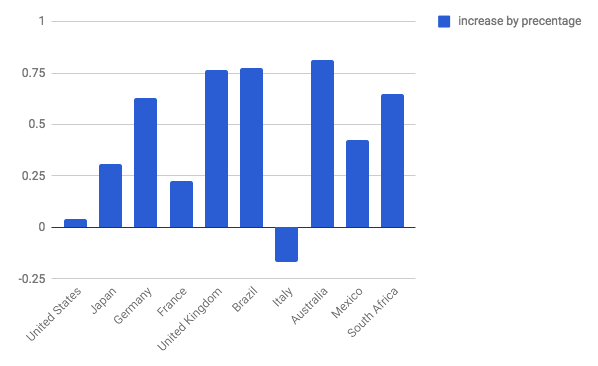 1
increase by precentage
0.75
0.5
0.25
0
-0.25
United States
Japan
Germany
France
United Kingdom
Brazil
Italy
Australia
Mexico
South Africa